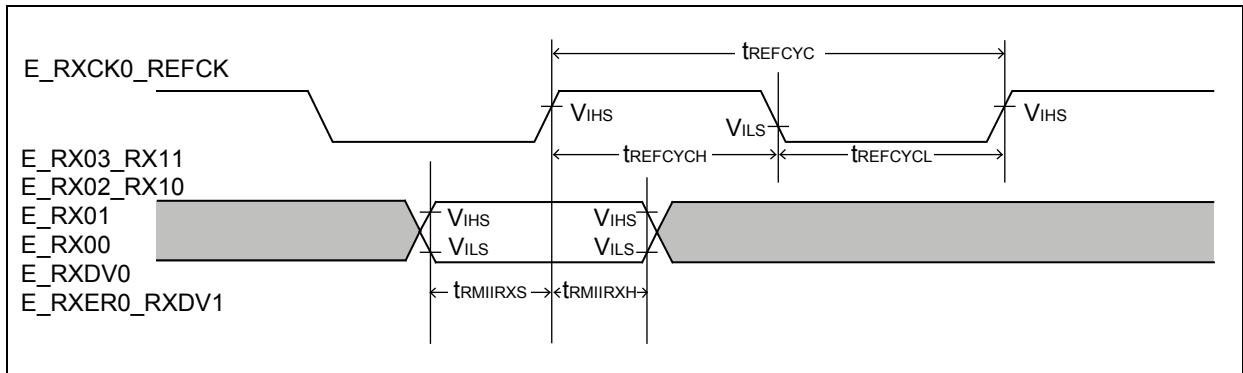 tREFCYC
E_RXCK0_REFCK
VIHS
VILS
VIHS
tREFCYCH
tREFCYCL
E_RX03_RX11
E_RX02_RX10
E_RX01
E_RX00
E_RXDV0
E_RXER0_RXDV1
VIHS
VIHS
VILS
VILS
tRMIIRXS
tRMIIRXH